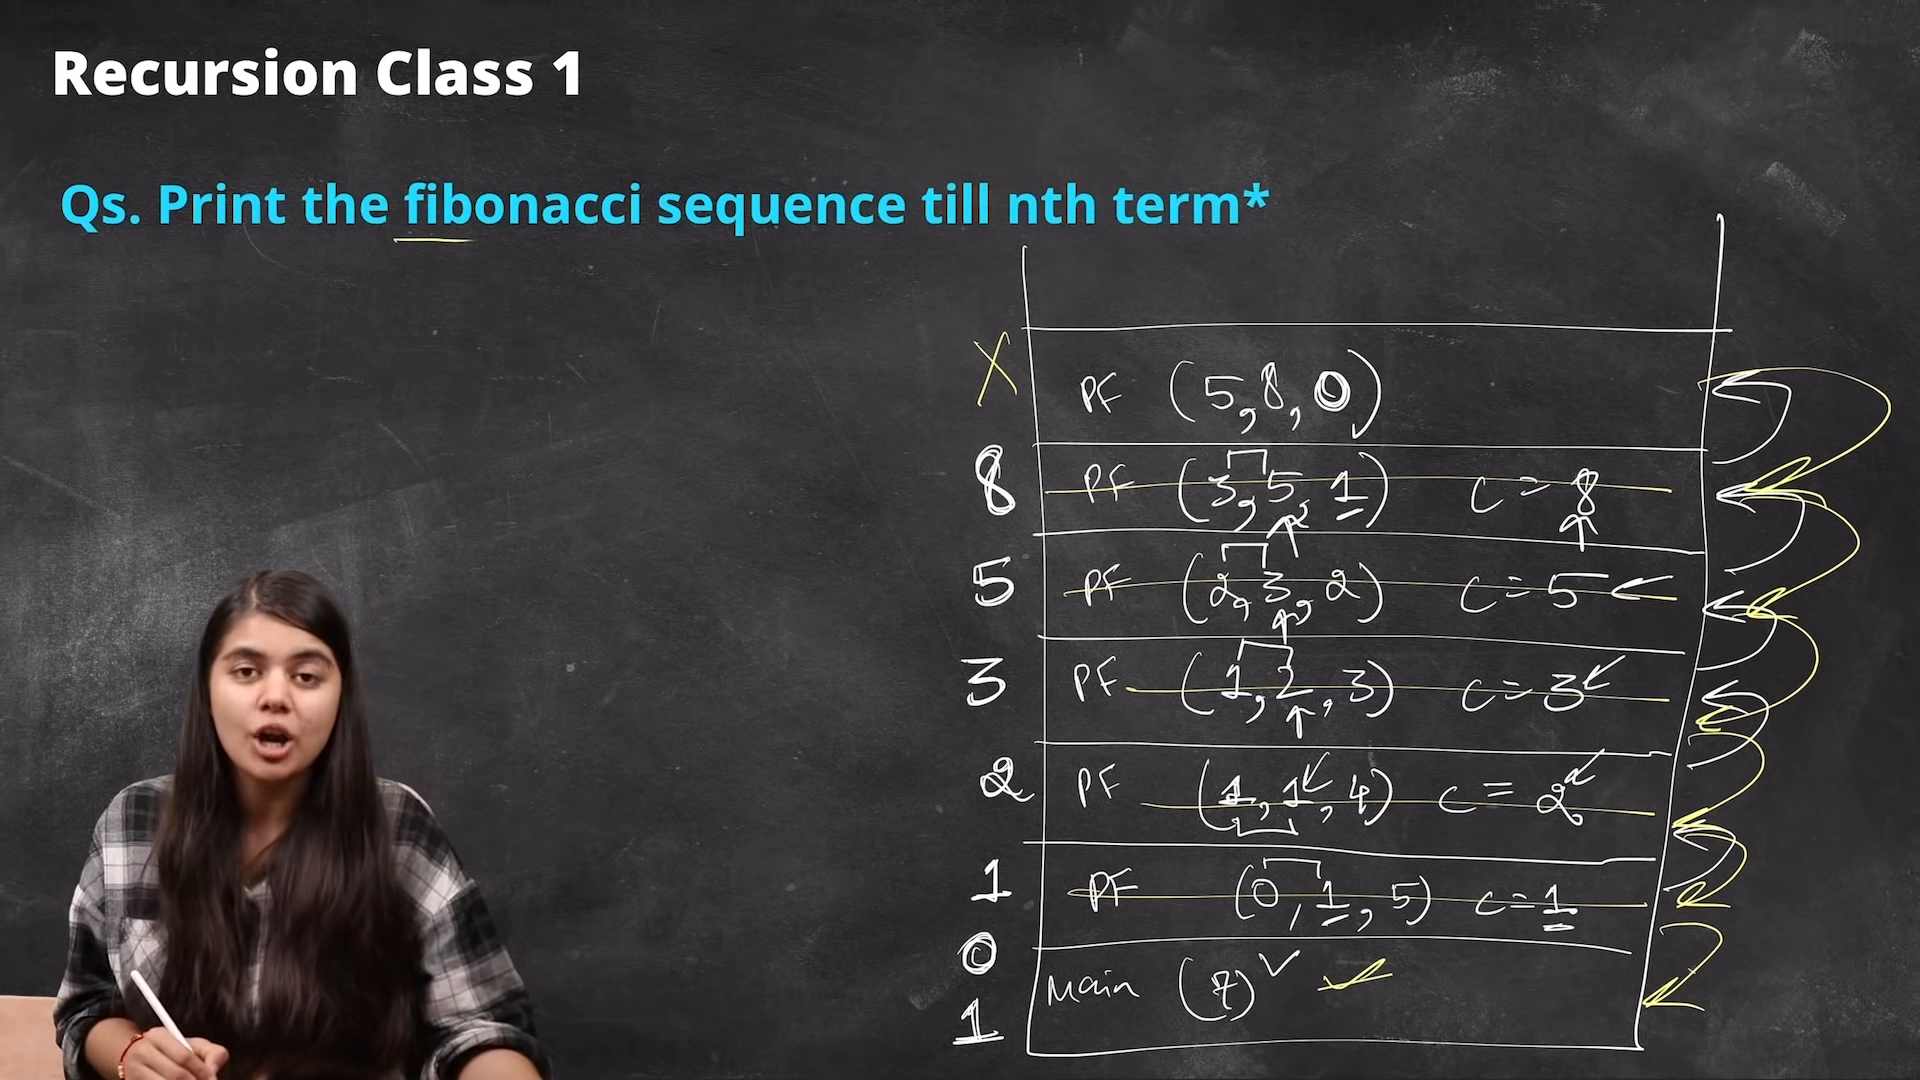 Recursion Class 1
Qs. Print the fibonacci sequence till nth term*
X PF (5,8,0)
8 PF (3,5,1) c=8
5 PF (2,3,2) c=5
3 PF (1,2,3) c=3
2 PF (1,1,4) c=2
1 PF (0,1,5) c=1
0
Main (7)
1